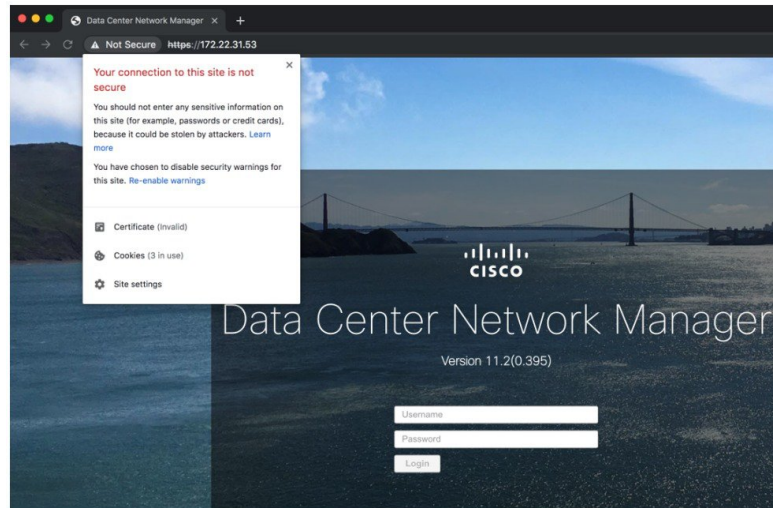 Data Center Network Manager
Not Secure https://172.22.31.53
Your connection to this site is not
secure
You should not enter any sensitive information on
this site (for example, passwords or credit cards),
because it could be stolen by attackers. Learn
more
You have chosen to disable security warnings for
this site. Re-enable warnings
Certificate (Invalid)
Cookies (3 in use)
Site settings
CISCO
Data Center Network Manager
Version 11.2(0.395)
Username
Password
Login